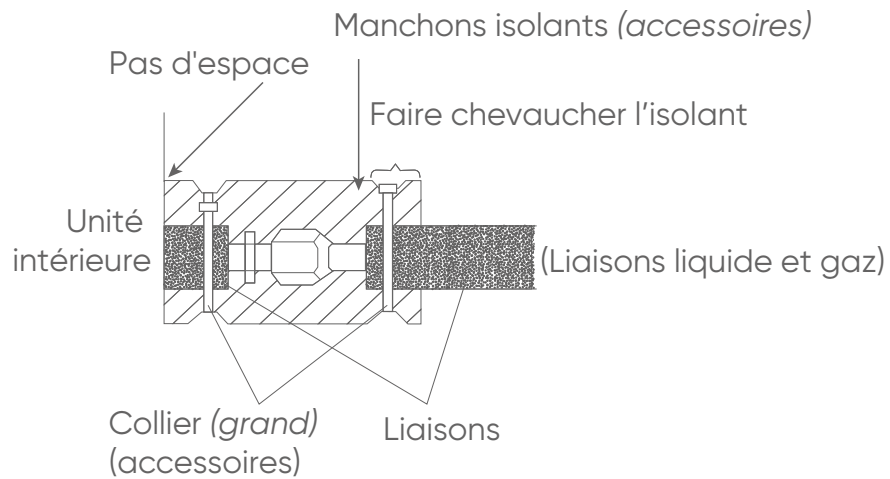 Manchons isolants (accessoires)
Pas d'espace
Faire chevaucher l’isolant
Unité
intérieure
(Liaisons liquide et gaz)
Collier (grand)
(accessoires)
Liaisons